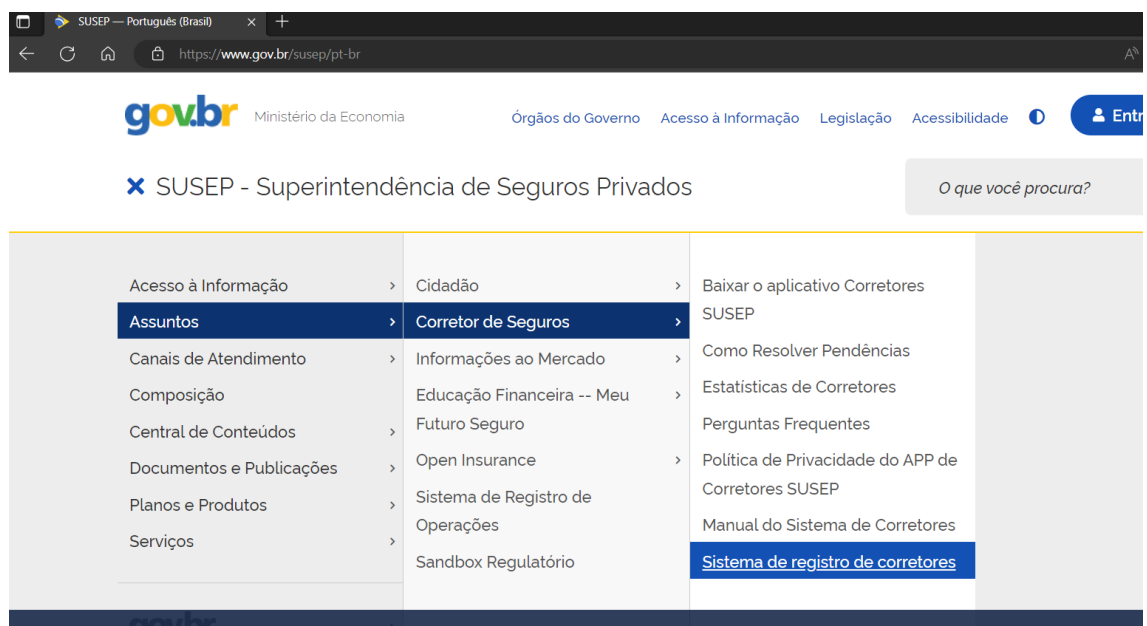 SUSEP — Português (Brasil)
https://www.gov.br/susep/pt-br
gov.br
Ministério da Economia
Órgãos do Governo
Acesso à Informação
Legislação
Acessibilidade
Entr
SUSEP - Superintendência de Seguros Privados
O que você procura?
Acesso à Informação
Assuntos
Canais de Atendimento
Composição
Central de Conteúdos
Documentos e Publicações
Planos e Produtos
Serviços
Cidadão
Corretor de Seguros
Informações ao Mercado
Educação Financeira -- Meu
Futuro Seguro
Open Insurance
Sistema de Registro de
Operações
Sandbox Regulatório
Baixar o aplicativo Corretores
SUSEP
Como Resolver Pendências
Estatísticas de Corretores
Perguntas Frequentes
Política de Privacidade do APP de
Corretores SUSEP
Manual do Sistema de Corretores
Sistema de registro de corretores
gov.br